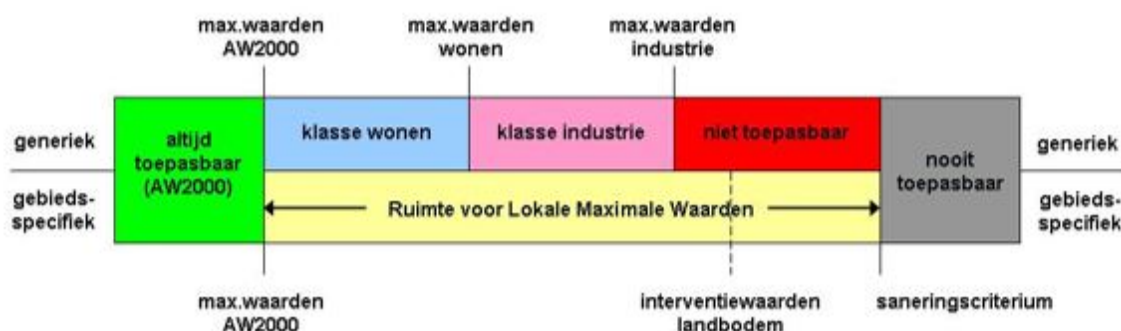 max.waarden
AW2000
max.waarden
wonen
max.waarden
industrie
generiek
gebieds-
specifiek
altijd
toepasbaar
(AW2000)
klasse wonen
klasse industrie
niet toepasbaar
Ruimte voor Lokale Maximale Waarden
nooit
toepasbaar
generiek
gebieds-
specifiek
max.waarden
AW2000
interventiewaarden
landbodem
saneringscriterium